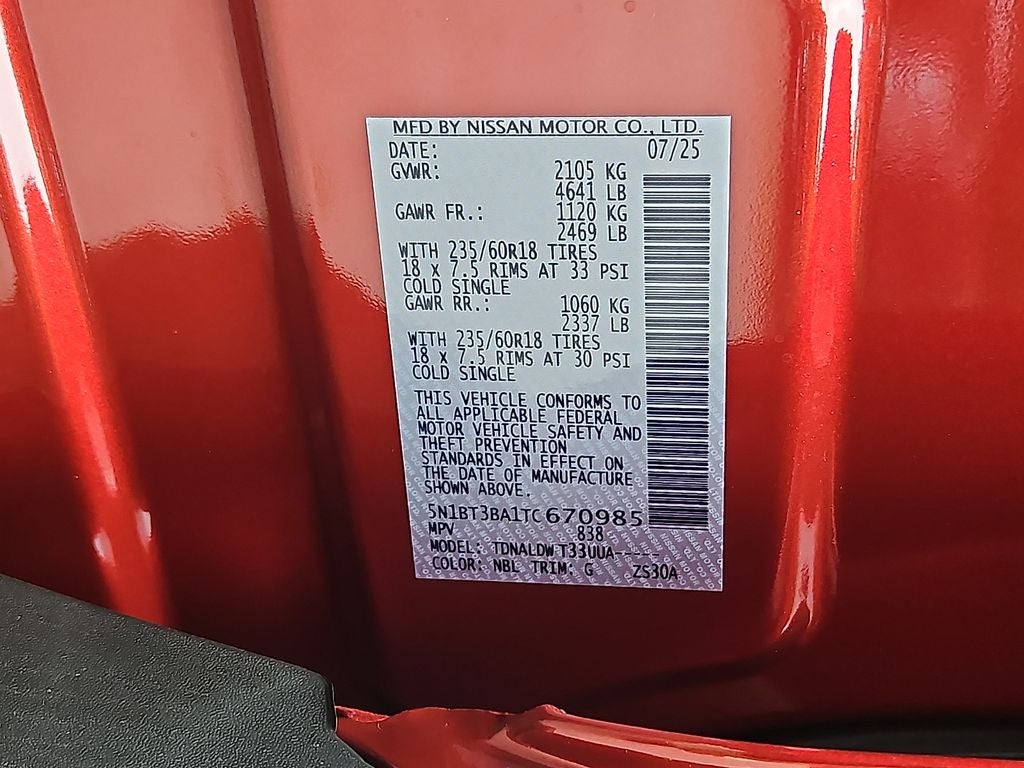 MFD BY NISSAN MOTOR CO., LTD.
DATE: 07/25
GVWR: 2105 KG
4641 LB
GAWR FR.: 1120 KG
2469 LB
WITH 235/60R18 TIRES
18 x 7.5 RIMS AT 33 PSI
COLD SINGLE
GAWR RR.: 1060 KG
2337 LB
WITH 235/60R18 TIRES
18 x 7.5 RIMS AT 30 PSI
COLD SINGLE
THIS VEHICLE CONFORMS TO
ALL APPLICABLE FEDERAL
MOTOR VEHICLE SAFETY AND
THEFT PREVENTION
STANDARDS IN EFFECT ON
THE DATE OF MANUFACTURE
SHOWN ABOVE.
5N1BT3BA1TC670985
MPV 838
MODEL: TDNALDW T33UUA-----
COLOR: NBL TRIM: G ZS30A